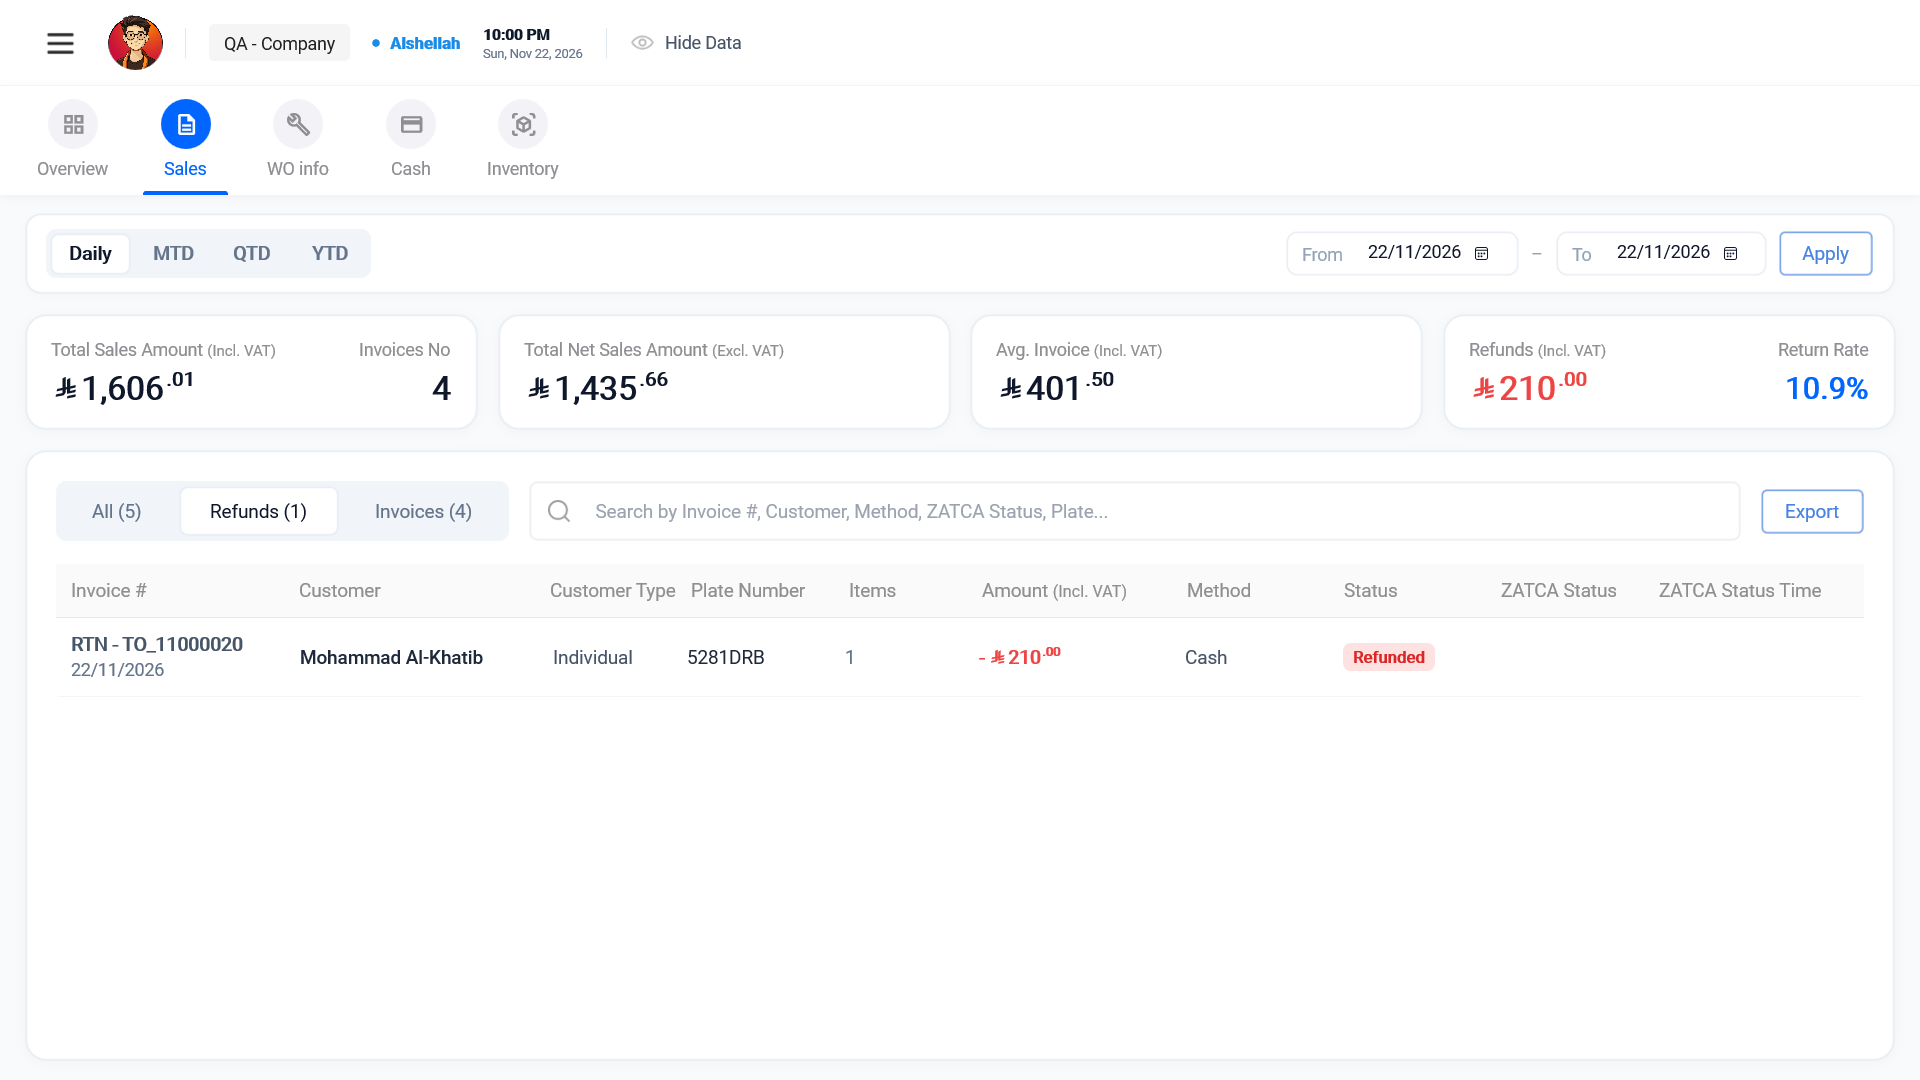 QA - Company
Alshellah
10:00 PM
Sun, Nov 22, 2026
Hide Data
Overview
Sales
WO info
Cash
Inventory
Daily
MTD
QTD
YTD
From 22/11/2026
–
To 22/11/2026
Apply
Total Sales Amount (Incl. VAT)
Invoices No
⃁1,606.01
4
Total Net Sales Amount (Excl. VAT)
⃁1,435.66
Avg. Invoice (Incl. VAT)
⃁401.50
Refunds (Incl. VAT)
Return Rate
⃁210.00
10.9%
All (5)
Refunds (1)
Invoices (4)
Search by Invoice #, Customer, Method, ZATCA Status, Plate...
Export
Invoice # Customer Customer Type Plate Number Items Amount (Incl. VAT) Method Status ZATCA Status ZATCA Status Time
RTN - TO_11000020
22/11/2026
Mohammad Al-Khatib Individual 5281DRB 1 - ⃁210.00 Cash Refunded